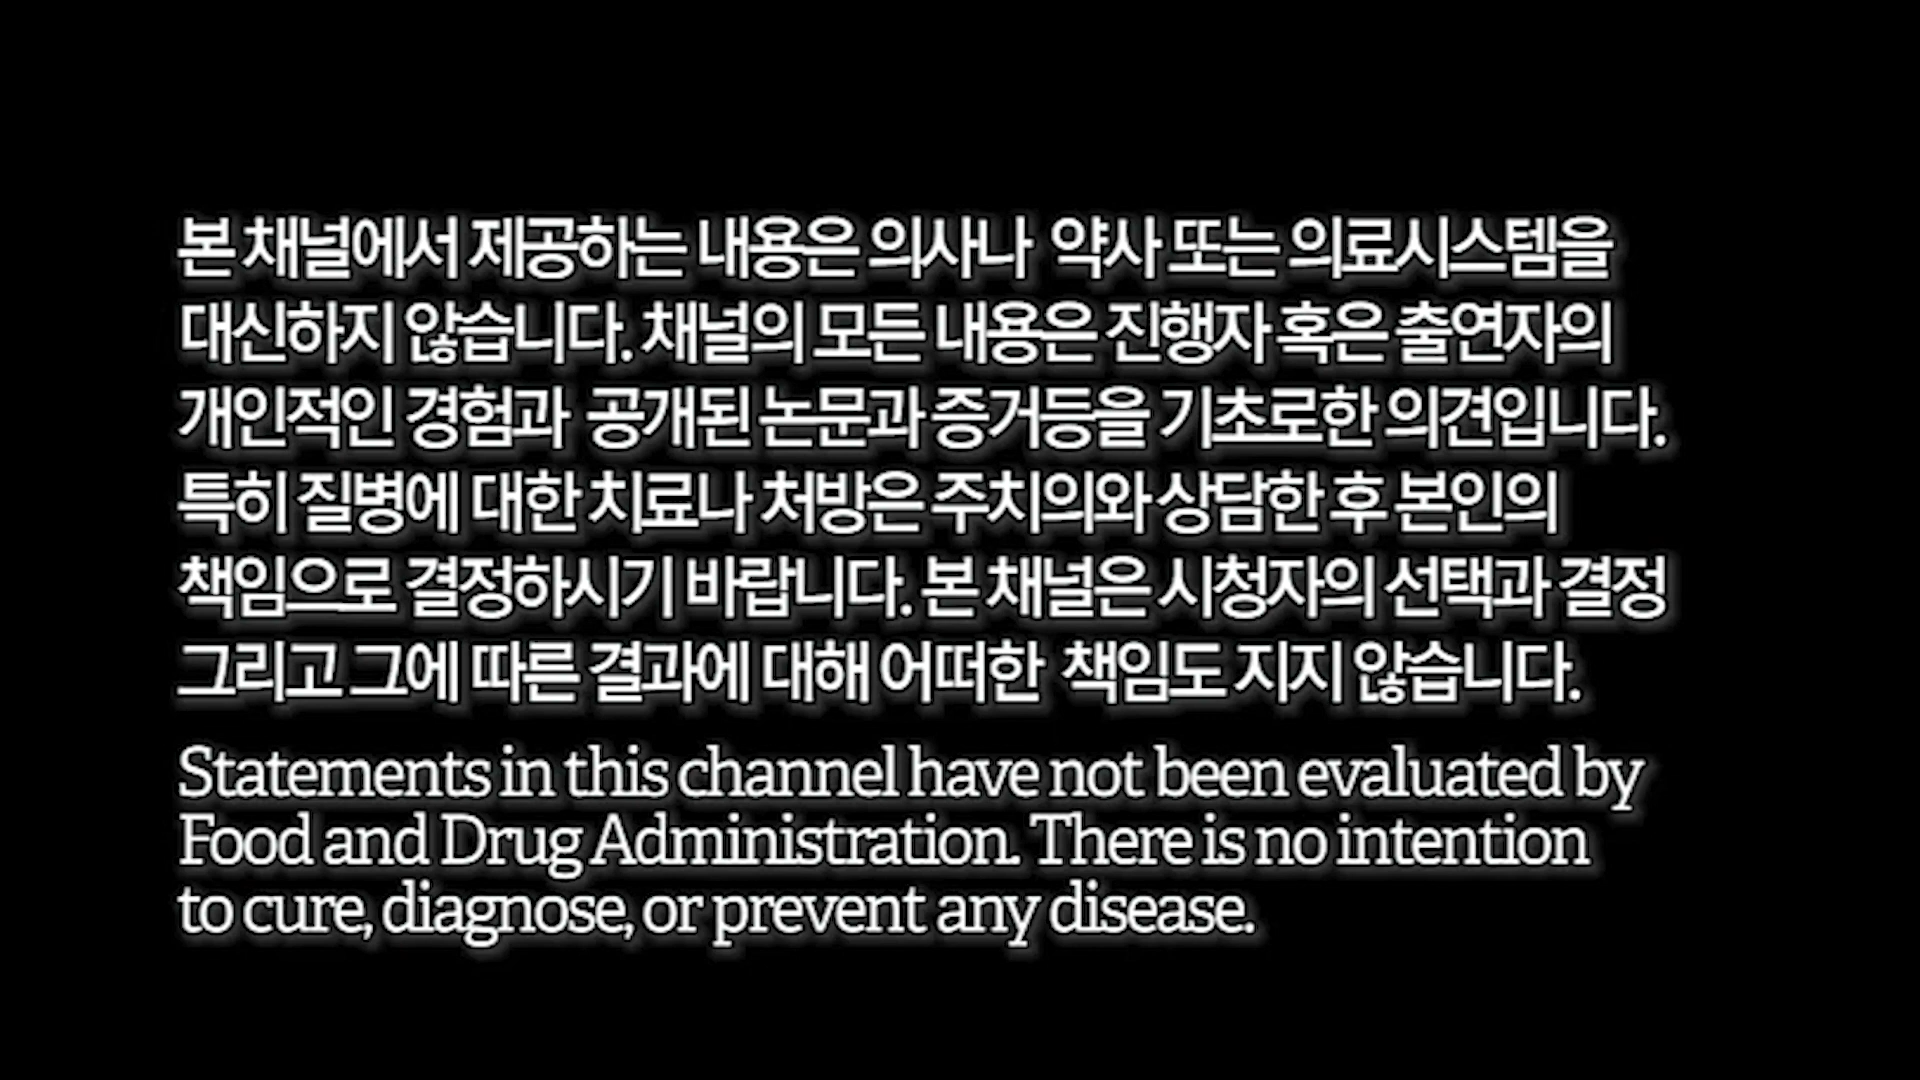 본 채널에서 제공하는 내용은 의사나 약사 또는 의료시스템을
대신하지 않습니다. 채널의 모든 내용은 진행자 혹은 출연자의
개인적인 경험과 공개된 논문과 증거등을 기초로한 의견입니다.
특히 질병에 대한 치료나 처방은 주치의와 상담한 후 본인의
책임으로 결정하시기 바랍니다. 본 채널은 시청자의 선택과 결정
그리고 그에 따른 결과에 대해 어떠한 책임도 지지 않습니다.
Statements in this channel have not been evaluated by
Food and Drug Administration. There is no intention
to cure, diagnose, or prevent any disease.